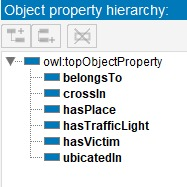 Object property hierarchy:
owl:topObjectProperty
belongsTo
crossIn
hasPlace
hasTrafficLight
hasVictim
ubicatedIn